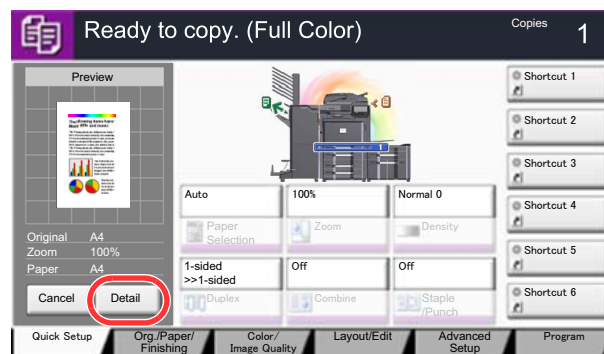 Ready to copy. (Full Color)
Copies
1
Preview
Original A4
Zoom 100%
Paper A4
Cancel
Detail
1
Auto
Paper
Selection
100%
Zoom
Normal 0
Density
1-sided
>>1-sided
Duplex
Off
Combine
Off
Staple
/Punch
Shortcut 1
Shortcut 2
Shortcut 3
Shortcut 4
Shortcut 5
Shortcut 6
Quick Setup
Org./Paper/
Finishing
Color/
Image Quality
Layout/Edit
Advanced
Setup
Program